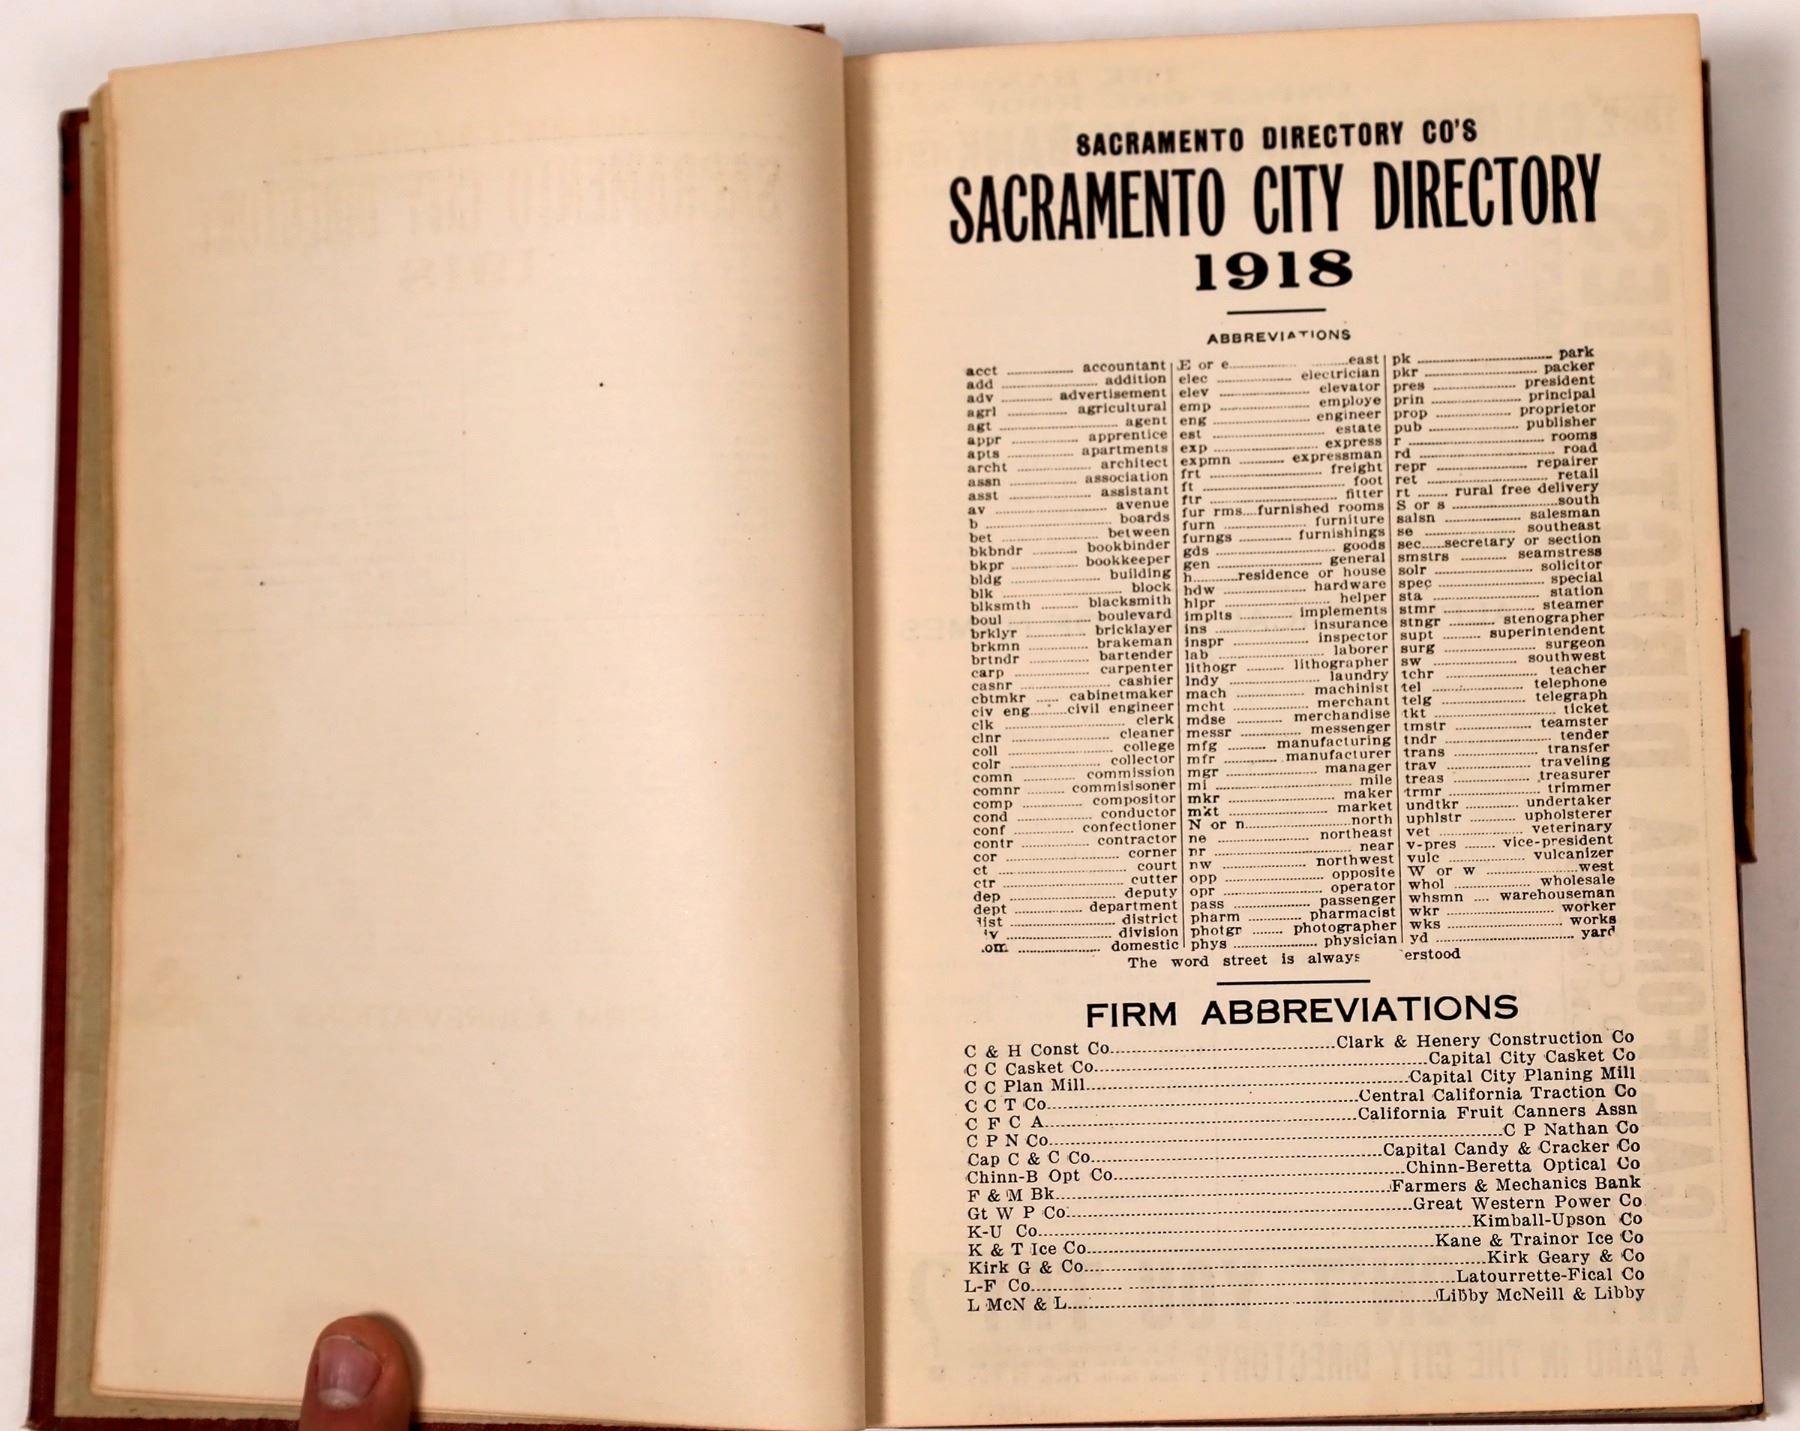 SACRAMENTO DIRECTORY CO'S
SACRAMENTO CITY DIRECTORY
1918
ABBREVIATIONS
acct accountant
add addition
adv advertisement
agrl agricultural
agt agent
appr apprentice
apts apartments
archt architect
assn association
asst assistant
av avenue
b boards
bet between
bkbndr bookbinder
bkpr bookkeeper
bldg building
blk block
blksmth blacksmith
boul boulevard
brklyr bricklayer
brkmn brakeman
brtndr bartender
carp carpenter
casnr cashier
cbtmkr cabinetmaker
civ eng civil engineer
clk clerk
clnr cleaner
coll college
colr collector
comn commission
comnr commisisoner
comp compositor
cond conductor
conf confectioner
contr contractor
cor corner
ct court
ctr cutter
dep deputy
dept department
dist district
iv division
om domestic
E or e east
elec electrician
elev elevator
emp employe
eng engineer
est estate
exp express
expmn expressman
frt freight
ft foot
ftr fitter
fur rms furnished rooms
furn furniture
furngs furnishings
gds goods
gen general
h residence or house
hdw hardware
hlpr helper
implts implements
ins insurance
inspr inspector
lab laborer
lithogr lithographer
lndy laundry
mach machinist
mcht merchant
mdse merchandise
messr messenger
mfg manufacturing
mfr manufacturer
mgr manager
mi mile
mkr maker
mkt market
N or n north
ne northeast
nr near
nw northwest
opp opposite
opr operator
pass passenger
pharm pharmacist
photgr photographer
phys physician
pk park
pkr packer
pres president
prin principal
prop proprietor
pub publisher
r rooms
rd road
repr repairer
ret retail
rt rural free delivery
S or s south
salsn salesman
se southeast
sec secretary or section
smstrs seamstress
solr solicitor
spec special
sta station
stmr steamer
stngr stenographer
supt superintendent
surg surgeon
sw southwest
tchr teacher
tel telephone
telg telegraph
tkt ticket
tmstr teamster
tndr tender
trans transfer
trav traveling
treas treasurer
trmr trimmer
undtkr undertaker
uphlstr upholsterer
vet veterinary
v-pres vice-president
vulc vulcanizer
W or w west
whol wholesale
whsmn warehouseman
wkr worker
wks works
yd yard
The word street is always erstood
FIRM ABBREVIATIONS
C & H Const Co Clark & Henery Construction Co
C C Casket Co Capital City Casket Co
C C Plan Mill Capital City Planing Mill
C C T Co Central California Traction Co
C F C A California Fruit Canners Assn
C P N Co C P Nathan Co
Cap C & C Co Capital Candy & Cracker Co
Chinn-B Opt Co Chinn-Beretta Optical Co
F & M Bk Farmers & Mechanics Bank
Gt W P Co Great Western Power Co
K-U Co Kimball-Upson Co
K & T Ice Co Kane & Trainor Ice Co
Kirk G & Co Kirk Geary & Co
L-F Co Latourrette-Fical Co
L McN & L Libby McNeill & Libby